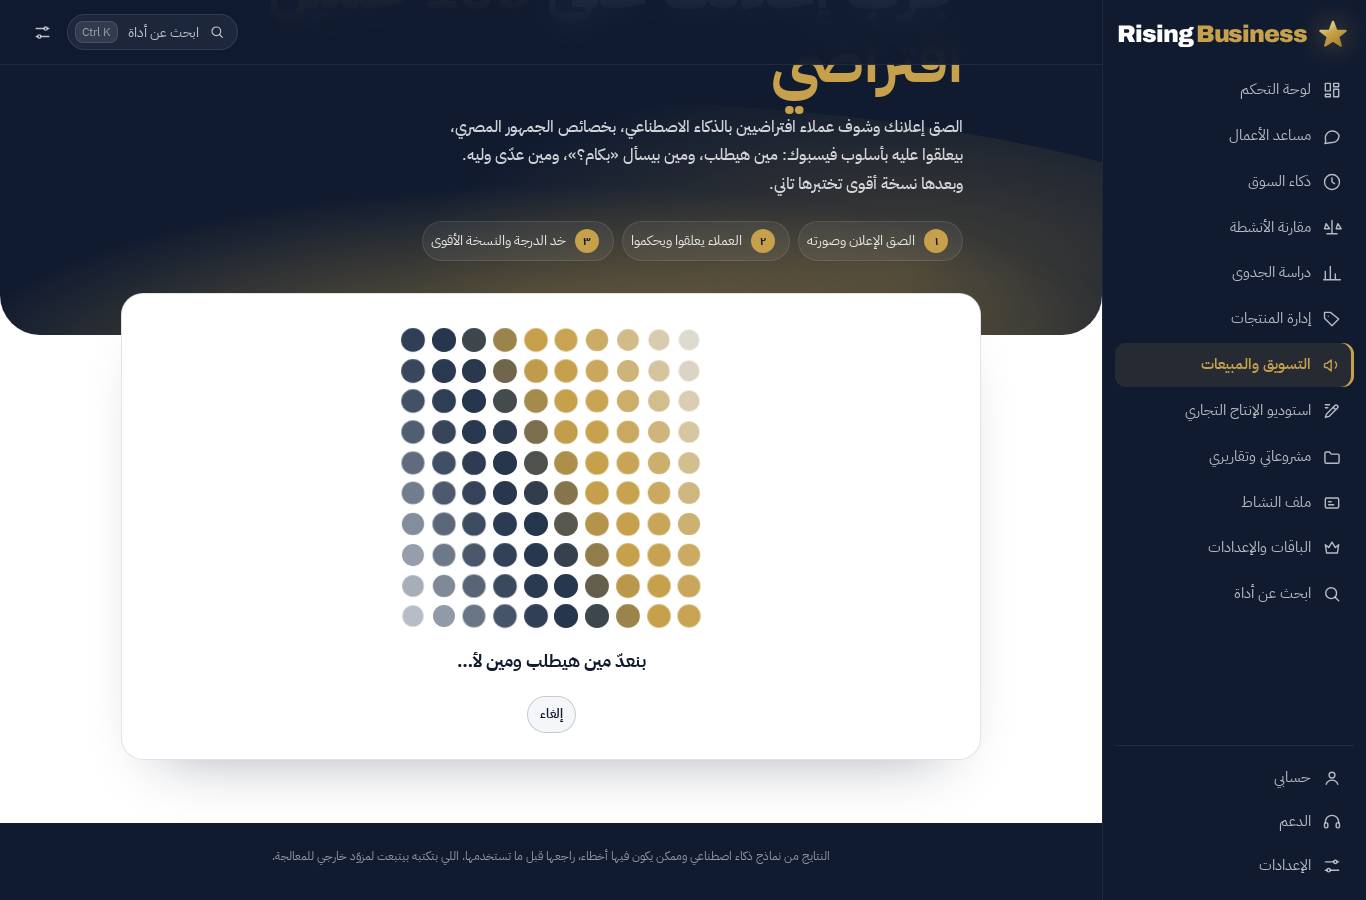 Rising Business
لوحة التحكم
مساعد الأعمال
ذكاء السوق
مقارنة الأنشطة
دراسة الجدوى
إدارة المنتجات
التسويق والمبيعات
استوديو الإنتاج التجاري
مشروعاتي وتقاريري
ملف النشاط
الباقات والإعدادات
ابحث عن أداة
حسابي
الدعم
الإعدادات
ابحث عن أداة Ctrl K
افتراضي
الصق إعلانك وشوف عملاء افتراضيين بالذكاء الاصطناعي، بخصائص الجمهور المصري،
بيعلقوا عليه بأسلوب فيسبوك: مين هيطلب، ومين بيسأل «بكام؟»، ومين عدّى وليه.
وبعدها نسخة أقوى تختبرها تاني.
١ الصق الإعلان وصورته
٢ العملاء يعلقوا ويحكموا
٣ خد الدرجة والنسخة الأقوى
بنعدّ مين هيطلب ومين لأ...
إلغاء
النتايج من نماذج ذكاء اصطناعي وممكن يكون فيها أخطاء، راجعها قبل ما تستخدمها. اللي بتكتبه بيتبعت لمزوّد خارجي للمعالجة.